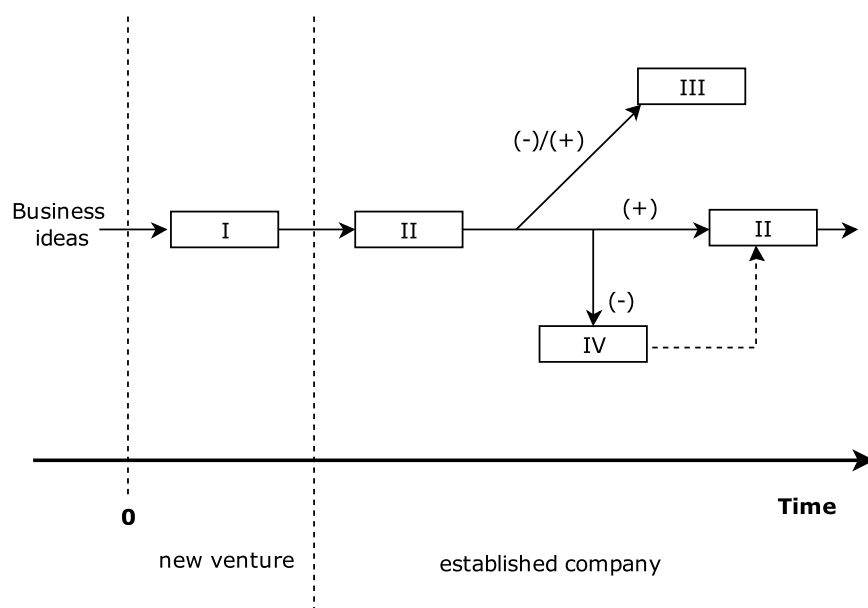 III
(-)/(+)
Business
ideas
I
II
(+)
II
(-)
IV
0
Time
new venture
established company